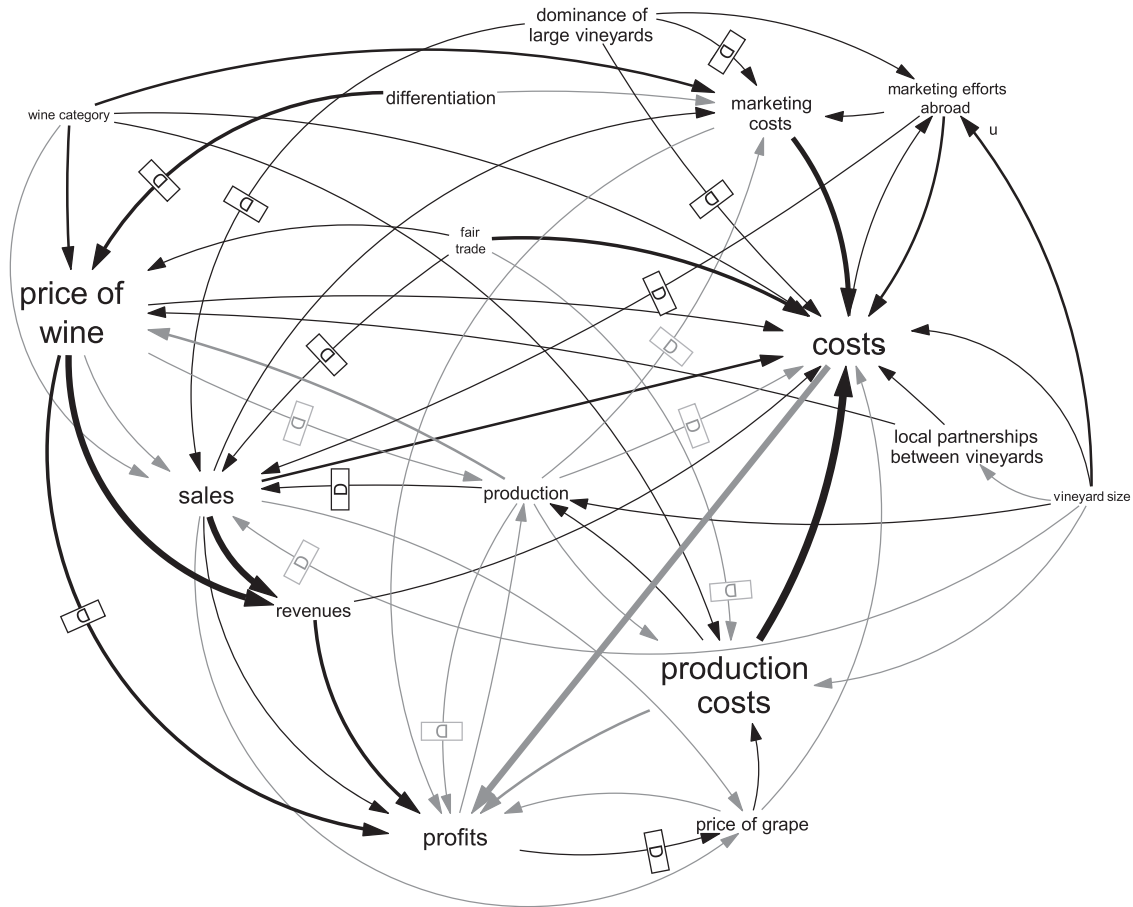 dominance of
large vineyards
D
marketing efforts
abroad
differentiation
marketing
costs
wine category
u
D
D
D
fair
trade
price of
wine
D
D
D
costs
D
D
local partnerships
between vineyards
sales
D
production
vineyard size
D
D
revenues
D
production
costs
D
profits
price of grape
D